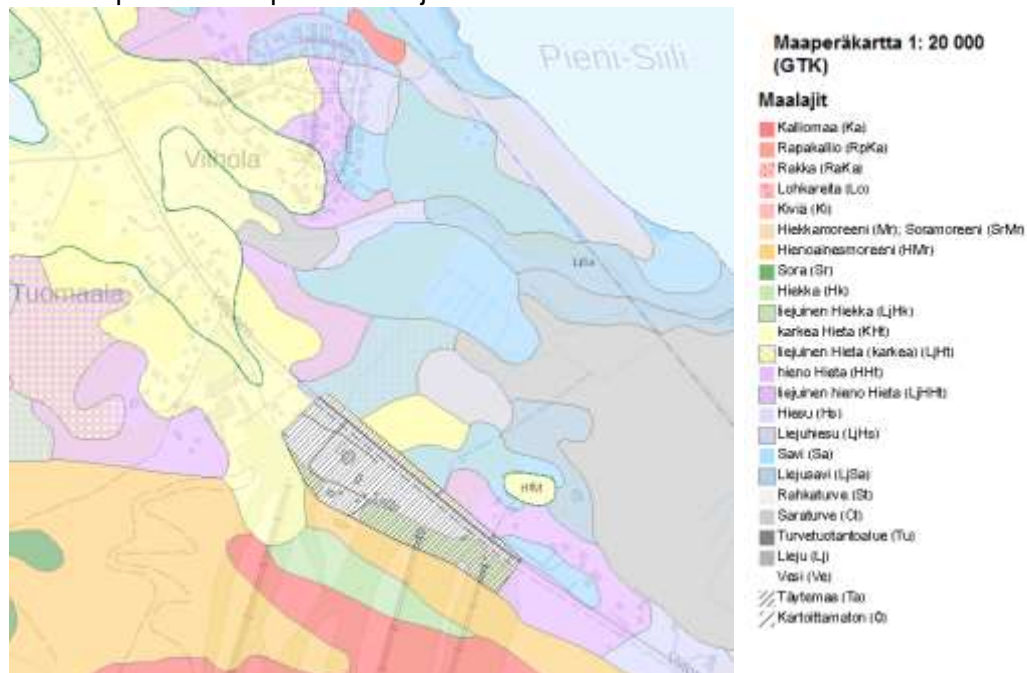 Pieni-Siili
Vilhola
Tuomaala
LjSa
HM
Maaperäkartta 1: 20 000
(GTK)
Maalajit
Kalliomaa (Ka)
Rapakallio (RpKa)
Rakka (RaKa)
Lohkareita (Lo)
Kiviä (Ki)
Hiekkamoreeni (Mr); Soramoreeni (SrMr)
Hienoainesmoreeni (HMr)
Sora (Sr)
Hiekka (Hk)
liejuinen Hiekka (LjHk)
karkea Hieta (KHt)
liejuinen Hieta (karkea) (LjHt)
hieno Hieta (HHt)
liejuinen hieno Hieta (LjHHt)
Hiesu (Hs)
Liejuhiesu (LjHs)
Savi (Sa)
Liejusavi (LjSa)
Rahkaturve (St)
Saraturve (Ct)
Turvetuotantoalue (Tu)
Lieju (Lj)
Vesi (Ve)
Täytemaa (Ta)
Kartoittamaton (0)